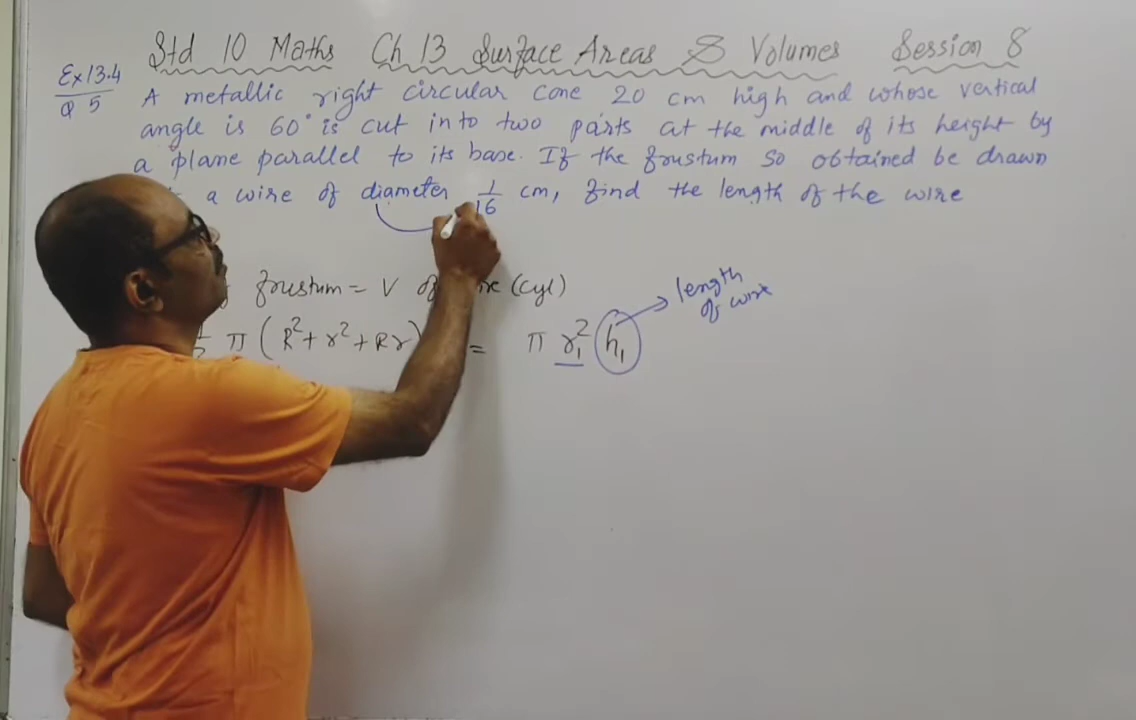 Std 10 Maths Ch 13 Surface Areas & Volumes Session 8
Ex 13.4
Q 5
A metallic right circular cone 20 cm high and whose vertical
angle is 60° is cut into two parts at the middle of its height by
a plane parallel to its base. If the frustum so obtained be drawn
a wire of diameter 1/16 cm, find the length of the wire
frustum = V (cyl)
π (R² + r² + Rr) = π r₁² h₁
length
of wire